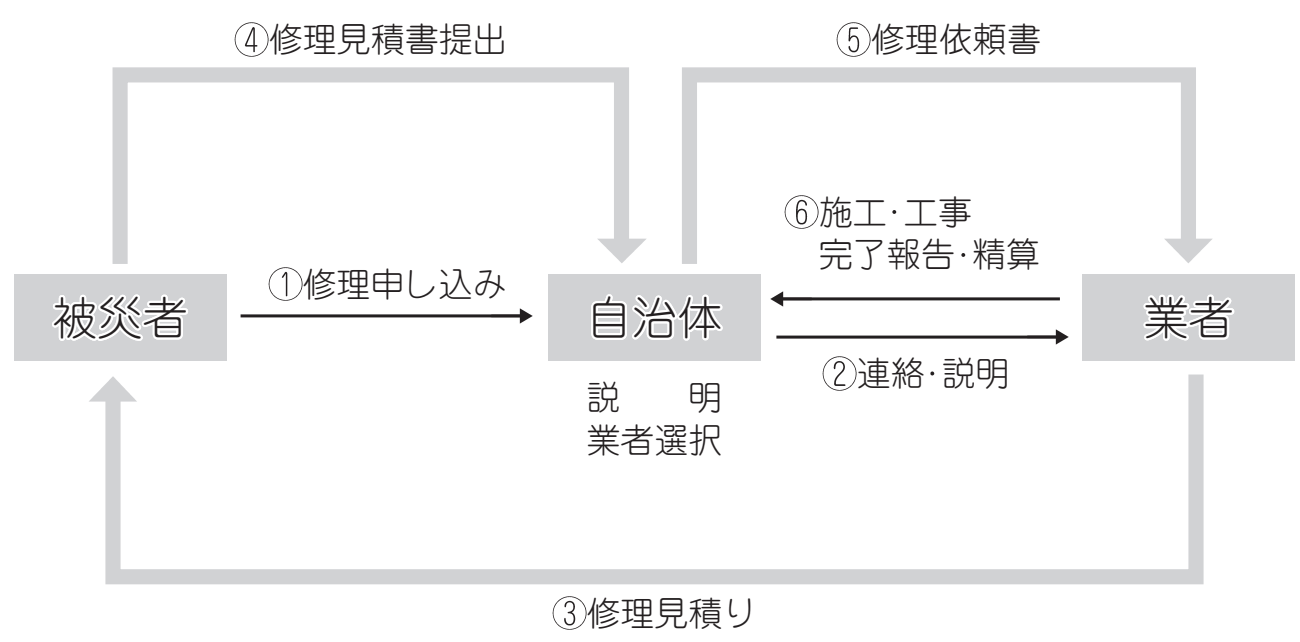 ④修理見積書提出
⑤修理依頼書
⑥施工･工事
完了報告･精算
①修理申し込み
被災者
自治体
業者
②連絡･説明
説　　明
業者選択
③修理見積り